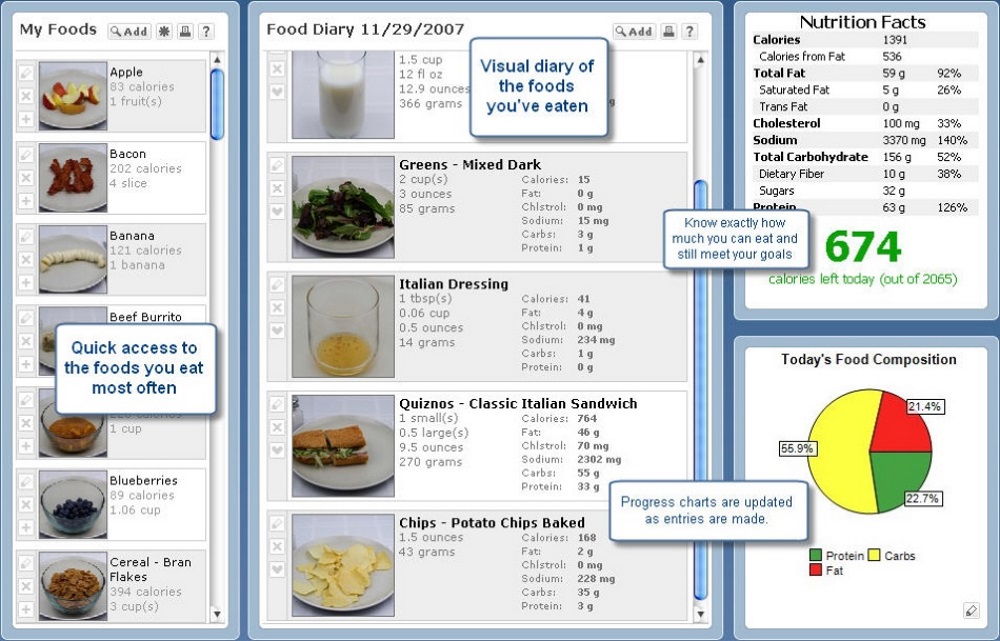 My Foods
Add
?
Apple
83 calories
1 fruit(s)
Bacon
202 calories
4 slice
Banana
121 calories
1 banana
Beef Burrito
Quick access to
the foods you eat
most often
1 cup
Blueberries
89 calories
1.06 cup
Cereal - Bran
Flakes
394 calories
3 cup(s)
Food Diary 11/29/2007
Add
?
1.5 cup
12 fl oz
12.9 ounces
366 grams
g
Visual diary of
the foods
you've eaten
Greens - Mixed Dark
2 cup(s)
3 ounces
85 grams
Calories: 15
Fat: 0 g
Chlstrol: 0 mg
Sodium: 15 mg
Carbs: 3 g
Protein: 1 g
Italian Dressing
1 tbsp(s)
0.06 cup
0.5 ounces
14 grams
Calories: 41
Fat: 4 g
Chlstrol: 0 mg
Sodium: 234 mg
Carbs: 1 g
Protein: 0 g
Quiznos - Classic Italian Sandwich
1 small(s)
0.5 large(s)
9.5 ounces
270 grams
Calories: 764
Fat: 46 g
Chlstrol: 70 mg
Sodium: 2302 mg
Carbs: 55 g
Protein: 33 g
Chips - Potato Chips Baked
1.5 ounces
43 grams
Calories: 168
Fat: 2 g
Chlstrol: 0 mg
Sodium: 228 mg
Carbs: 35 g
Protein: 3 g
Nutrition Facts
Calories 1391
Calories from Fat 536
Total Fat 59 g 92%
Saturated Fat 5 g 26%
Trans Fat 0 g
Cholesterol 100 mg 33%
Sodium 3370 mg 140%
Total Carbohydrate 156 g 52%
Dietary Fiber 10 g 38%
Sugars 32 g
Protein 63 g 126%
Know exactly how
much you can eat and
still meet your goals
674
calories left today (out of 2065)
Today's Food Composition
21.4%
55.9%
22.7%
Protein Carbs
Fat
Progress charts are updated
as entries are made.